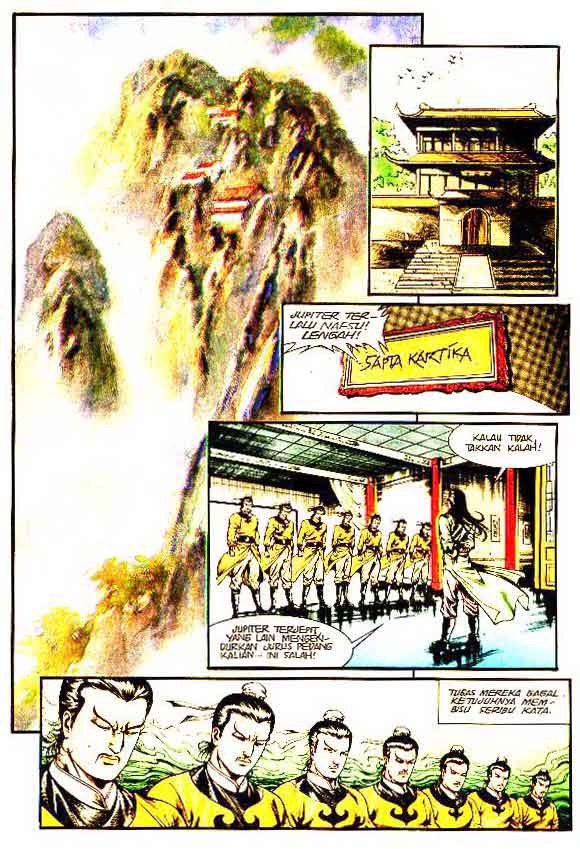 JUPITER TER-
LALU NAFSU!
LENGAH!
SAPTA KARTIKA
KALAU TIDAK,
TAKKAN KALAH!
JUPITER TERJEPIT,
YANG LAIN MENGEN-
DURKAN JURUS PEDANG
KALIAN-- INI SALAH!
TUGAS MEREKA GAGAL.
KETUJUHNYA MEM-
BISU SERIBU KATA.